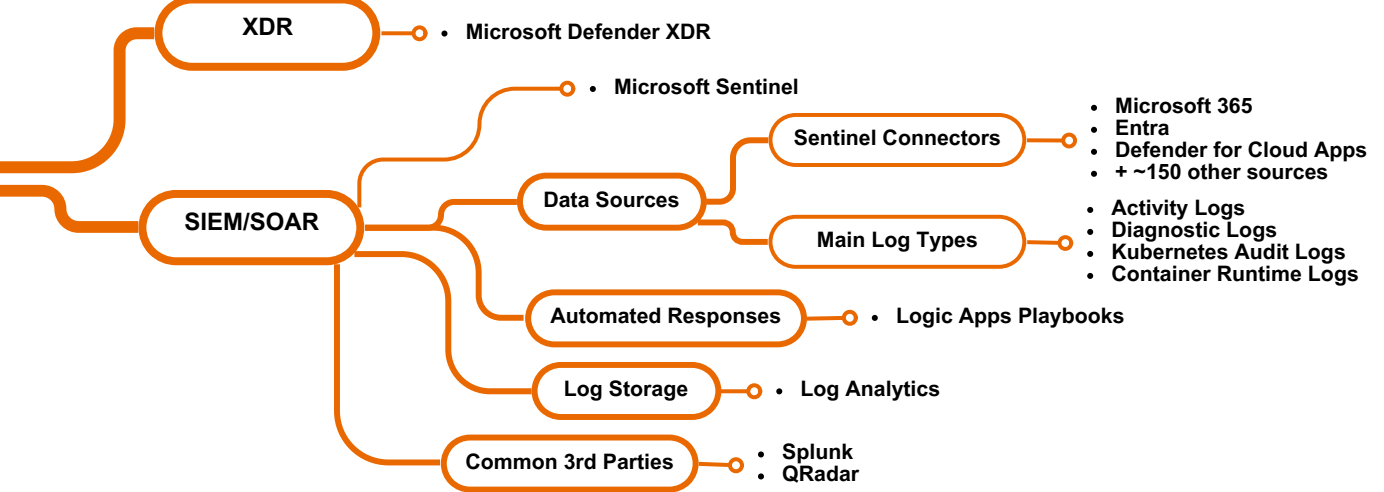 XDR
• Microsoft Defender XDR
SIEM/SOAR
• Microsoft Sentinel
Data Sources
Sentinel Connectors
• Microsoft 365
• Entra
• Defender for Cloud Apps
• + ~150 other sources
Main Log Types
• Activity Logs
• Diagnostic Logs
• Kubernetes Audit Logs
• Container Runtime Logs
Automated Responses
• Logic Apps Playbooks
Log Storage
• Log Analytics
Common 3rd Parties
• Splunk
• QRadar